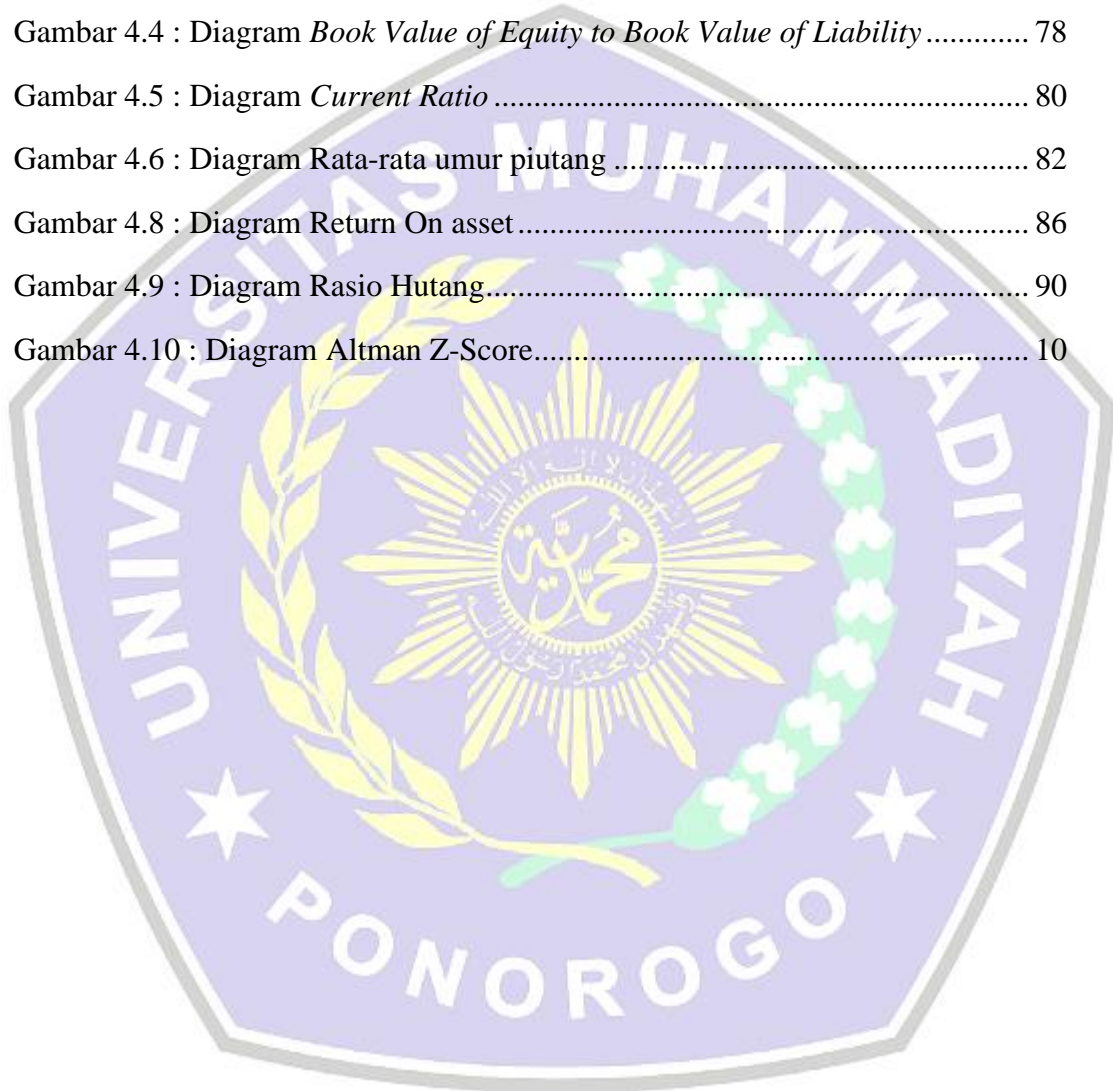 Gambar 4.4 : Diagram Book Value of Equity to Book Value of Liability ............. 78
Gambar 4.5 : Diagram Current Ratio .................................................................... 80
Gambar 4.6 : Diagram Rata-rata umur piutang ..................................................... 82
Gambar 4.8 : Diagram Return On asset ................................................................. 86
Gambar 4.9 : Diagram Rasio Hutang..................................................................... 90
Gambar 4.10 : Diagram Altman Z-Score............................................................... 10
UNIVERSITAS MUHAMMADIYAH
PONOROGO
محمدية